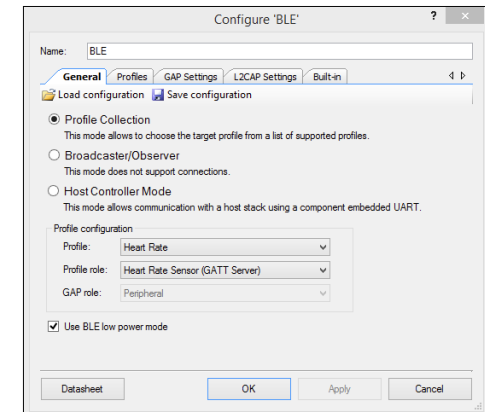 Configure 'BLE'
?
Name: BLE
General Profiles GAP Settings L2CAP Settings Built-in
Load configuration Save configuration
Profile Collection
This mode allows to choose the target profile from a list of supported profiles.
Broadcaster/Observer
This mode does not support connections.
Host Controller Mode
This mode allows communication with a host stack using a component embedded UART.
Profile configuration
Profile: Heart Rate
Profile role: Heart Rate Sensor (GATT Server)
GAP role: Peripheral
Use BLE low power mode
Datasheet OK Apply Cancel